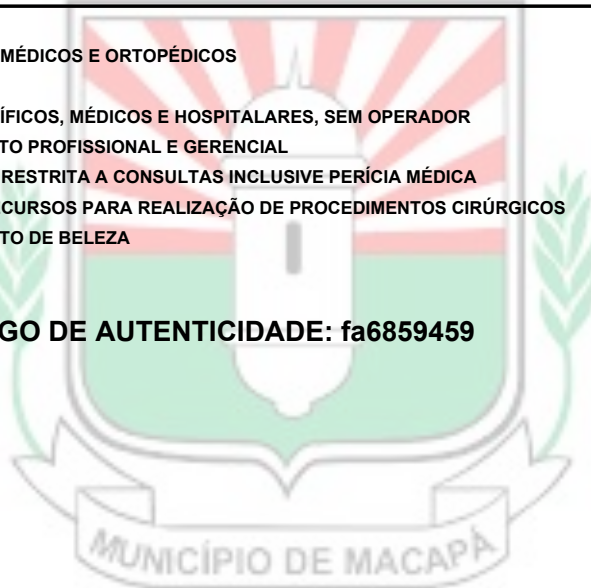 MÉDICOS E ORTOPÉDICOS
ÍFICOS, MÉDICOS E HOSPITALARES, SEM OPERADOR
TO PROFISSIONAL E GERENCIAL
RESTRITA A CONSULTAS INCLUSIVE PERÍCIA MÉDICA
CURSOS PARA REALIZAÇÃO DE PROCEDIMENTOS CIRÚRGICOS
TO DE BELEZA
GO DE AUTENTICIDADE: fa6859459
MUNICÍPIO DE MACAPÁ